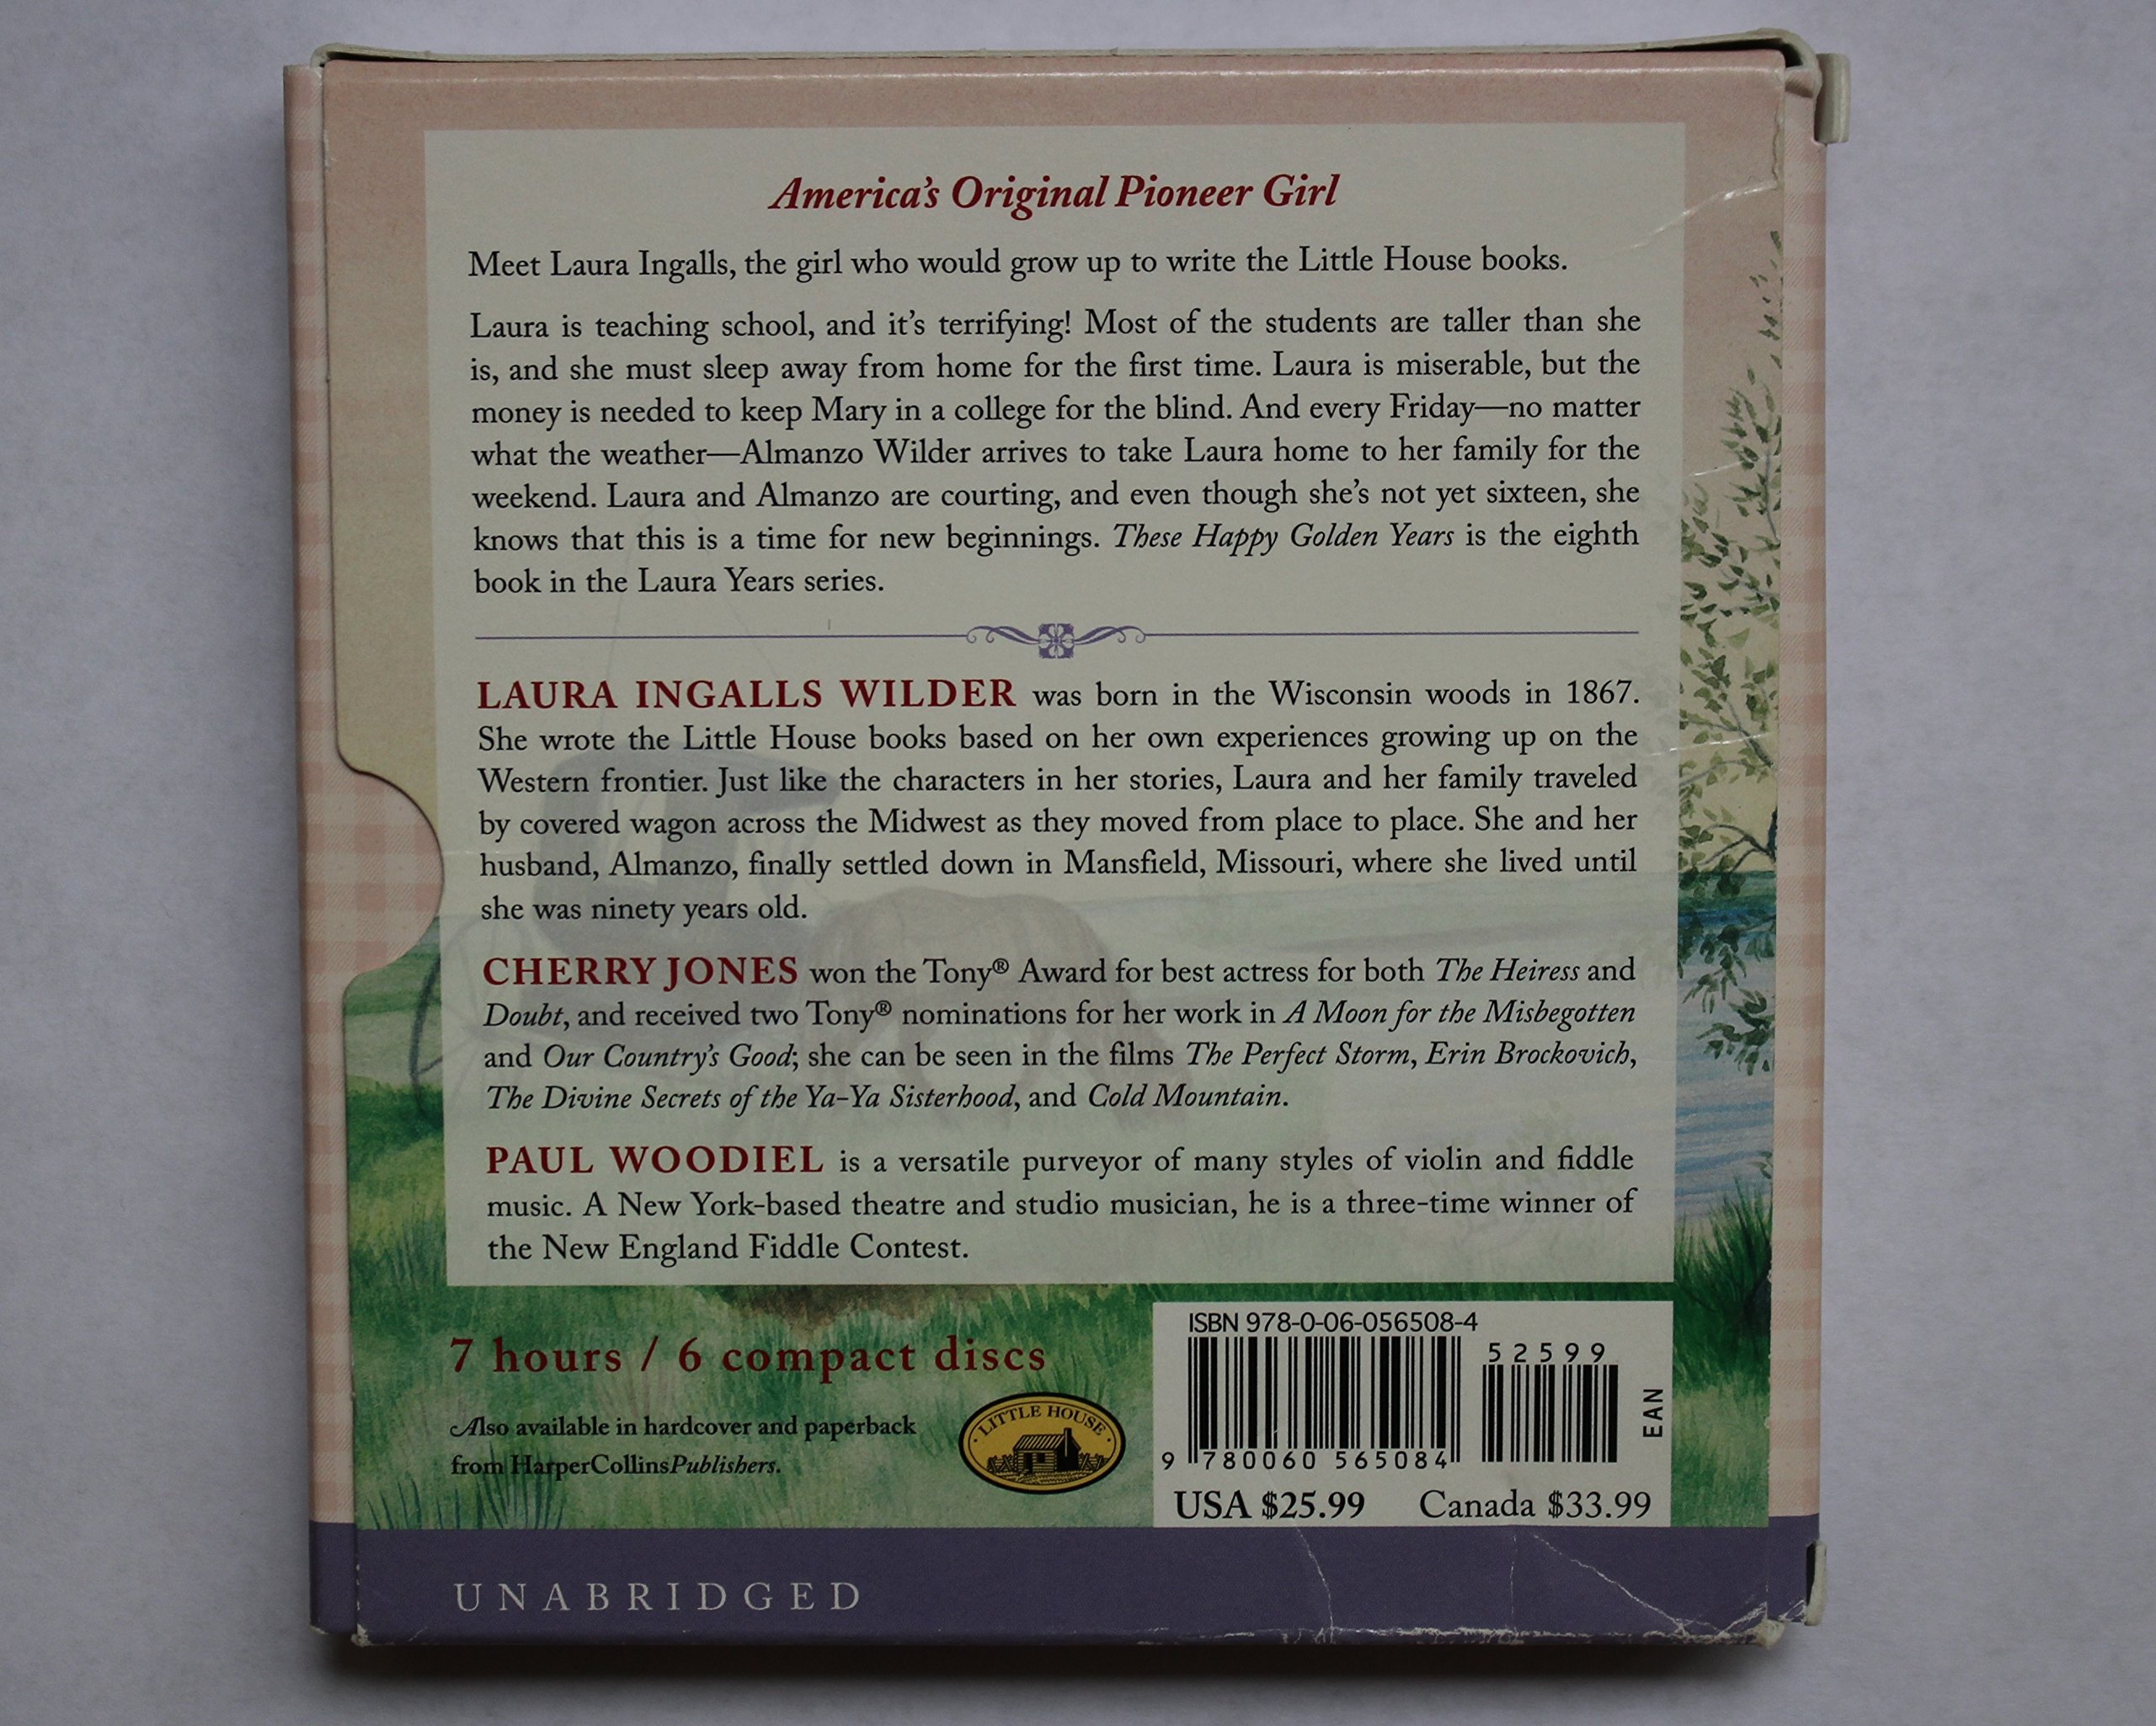 America's Original Pioneer Girl
Meet Laura Ingalls, the girl who would grow up to write the Little House books.
Laura is teaching school, and it's terrifying! Most of the students are taller than she
is, and she must sleep away from home for the first time. Laura is miserable, but the
money is needed to keep Mary in a college for the blind. And every Friday—no matter
what the weather—Almanzo Wilder arrives to take Laura home to her family for the
weekend. Laura and Almanzo are courting, and even though she's not yet sixteen, she
knows that this is a time for new beginnings. These Happy Golden Years is the eighth
book in the Laura Years series.
LAURA INGALLS WILDER was born in the Wisconsin woods in 1867.
She wrote the Little House books based on her own experiences growing up on the
Western frontier. Just like the characters in her stories, Laura and her family traveled
by covered wagon across the Midwest as they moved from place to place. She and her
husband, Almanzo, finally settled down in Mansfield, Missouri, where she lived until
she was ninety years old.
CHERRY JONES won the Tony® Award for best actress for both The Heiress and
Doubt, and received two Tony® nominations for her work in A Moon for the Misbegotten
and Our Country's Good; she can be seen in the films The Perfect Storm, Erin Brockovich,
The Divine Secrets of the Ya-Ya Sisterhood, and Cold Mountain.
PAUL WOODIEL is a versatile purveyor of many styles of violin and fiddle
music. A New York-based theatre and studio musician, he is a three-time winner of
the New England Fiddle Contest.
7 hours / 6 compact discs
Also available in hardcover and paperback
from HarperCollinsPublishers.
LITTLE HOUSE
ISBN 978-0-06-056508-4
52599
EAN
9 780060 565084
USA $25.99 Canada $33.99
UNABRIDGED